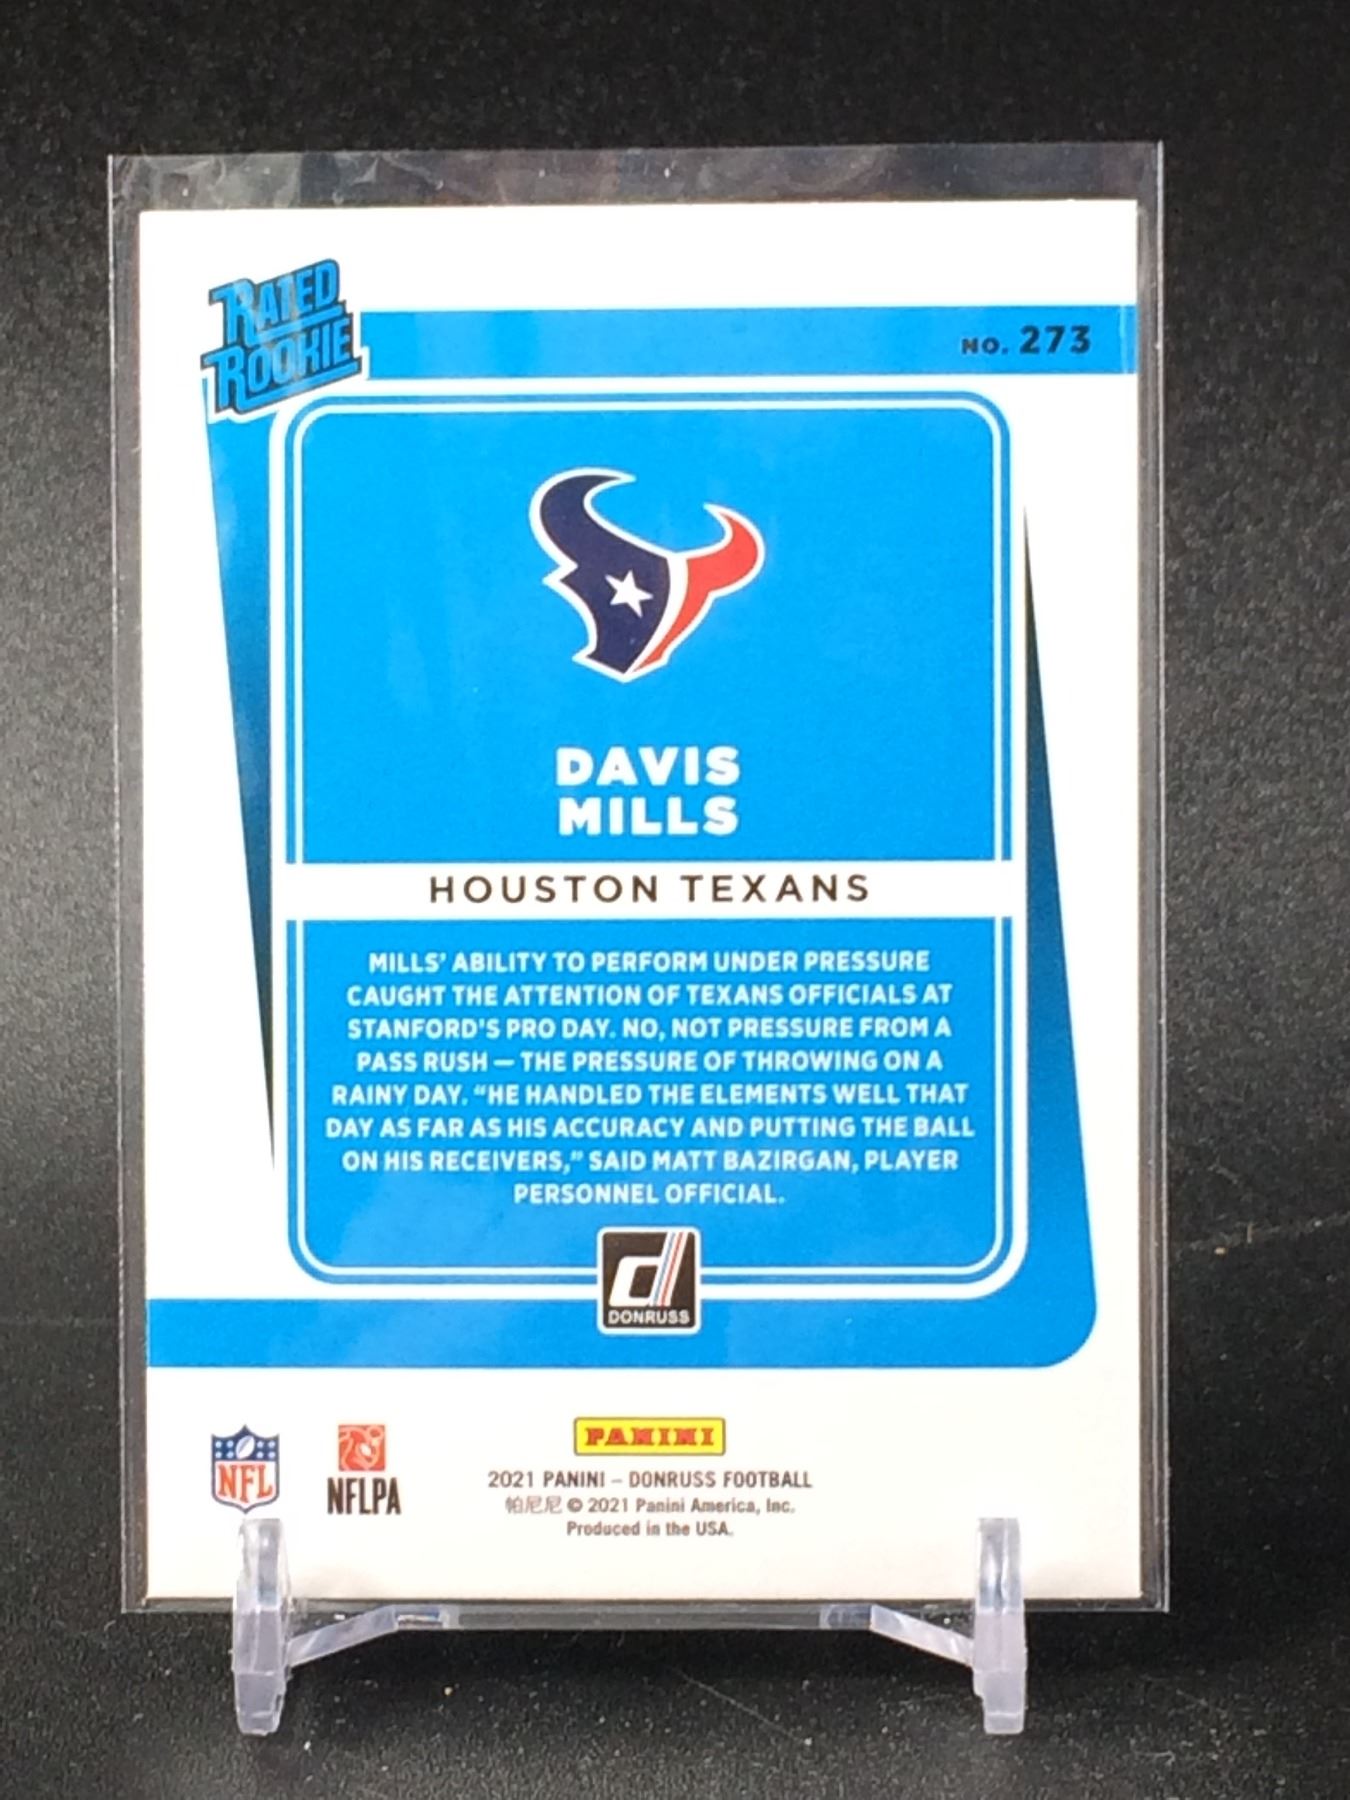 RATED
ROOKIE
NO. 273
DAVIS
MILLS
HOUSTON TEXANS
MILLS' ABILITY TO PERFORM UNDER PRESSURE
CAUGHT THE ATTENTION OF TEXANS OFFICIALS AT
STANFORD'S PRO DAY. NO, NOT PRESSURE FROM A
PASS RUSH — THE PRESSURE OF THROWING ON A
RAINY DAY. “HE HANDLED THE ELEMENTS WELL THAT
DAY AS FAR AS HIS ACCURACY AND PUTTING THE BALL
ON HIS RECEIVERS,” SAID MATT BAZIRGAN, PLAYER
PERSONNEL OFFICIAL.
d
DONRUSS
NFL
NFLPA
PANINI
2021 PANINI – DONRUSS FOOTBALL
帕尼尼 © 2021 Panini America, Inc.
Produced in the USA.